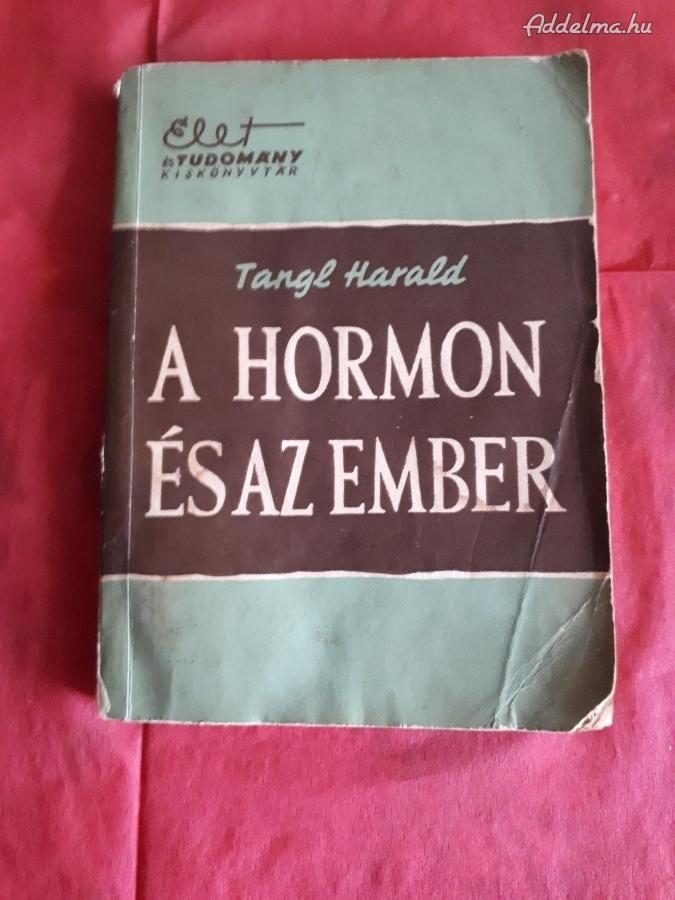 Addelma.hu
Élet
ÉS TUDOMÁNY
KISKÖNYVTÁR
Tangl Harald
A HORMON
ÉS AZ EMBER